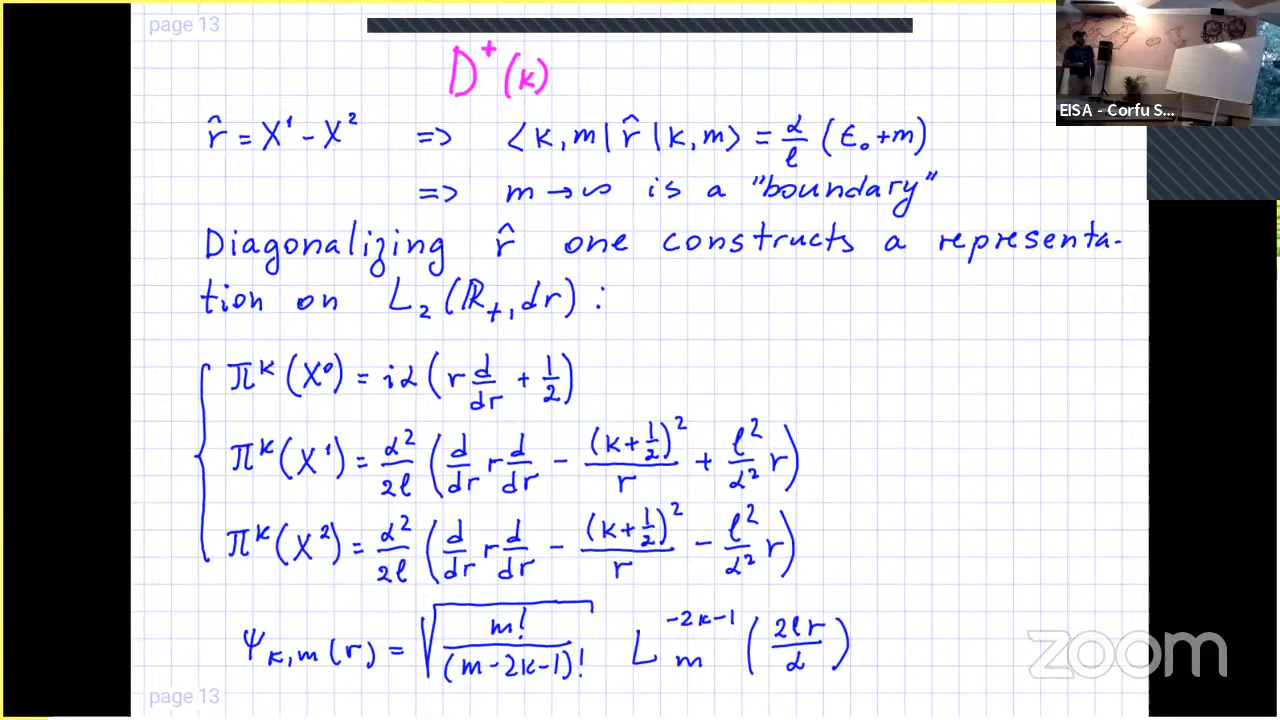 page 13
D⁺(k)
r̂ = X¹ - X² => ⟨k,m|r̂|k,m⟩ = α/ℓ (ε₀+m)
=> m→∞ is a "boundary"
Diagonalizing r̂ one constructs a representa-
tion on L₂(ℝ₊, dr) :
π^k(X⁰) = iα(r d/dr + 1/2)
π^k(X¹) = α²/2ℓ (d/dr r d/dr - (k+1/2)²/r + ℓ²/α² r)
π^k(X²) = α²/2ℓ (d/dr r d/dr - (k+1/2)²/r - ℓ²/α² r)
ψ_{k,m}(r) = √(m!/(m-2k-1)!) L_m^{-2k-1} (2ℓr/α)
page 13
EISA - Corfu S...
zoom